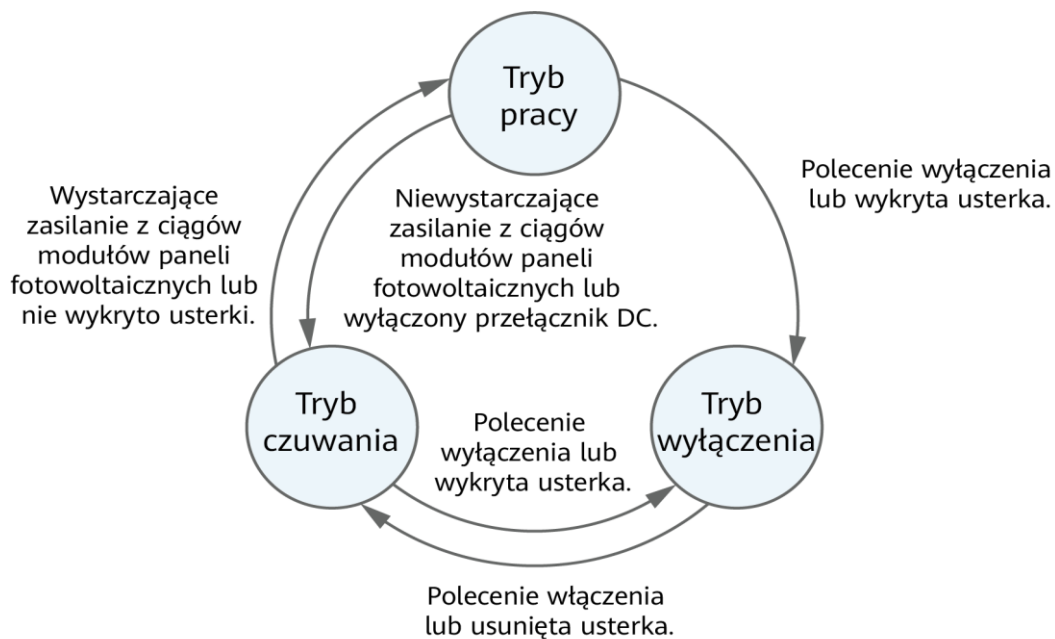 Tryb
pracy
Polecenie wyłączenia
lub wykryta usterka.
Wystarczające
zasilanie z ciągów
modułów paneli
fotowoltaicznych lub
nie wykryto usterki.
Niewystarczające
zasilanie z ciągów
modułów paneli
fotowoltaicznych lub
wyłączony przełącznik DC.
Tryb
czuwania
Polecenie
wyłączenia lub
wykryta usterka.
Tryb
wyłączenia
Polecenie włączenia
lub usunięta usterka.